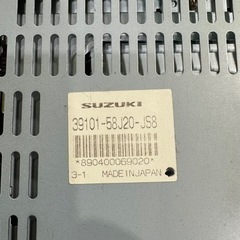 SUZUKI
39101-58J20-JS8
*890400069020*
3-1 MADE IN JAPAN